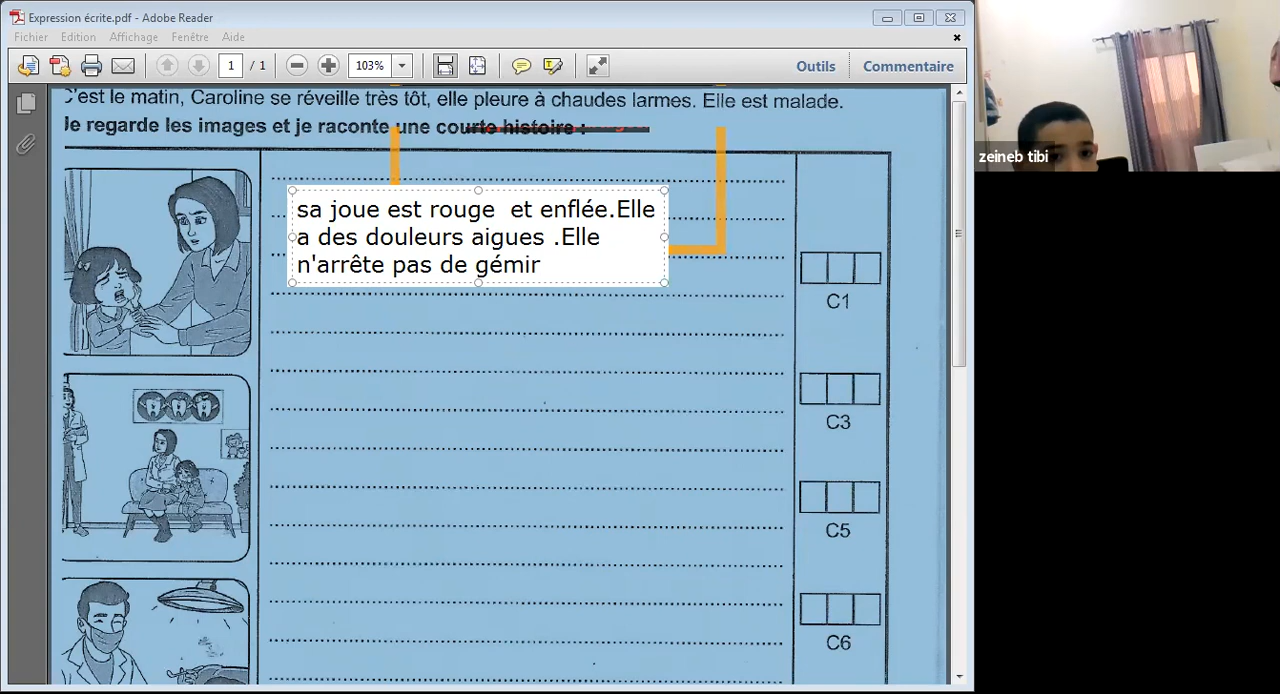 Expression écrite.pdf - Adobe Reader
Fichier Edition Affichage Fenêtre Aide
1 / 1 103% Outils Commentaire
C'est le matin, Caroline se réveille très tôt, elle pleure à chaudes larmes. Elle est malade.
Je regarde les images et je raconte une courte histoire :
sa joue est rouge et enflée.Elle
a des douleurs aigues .Elle
n'arrête pas de gémir
C1
C3
C5
C6
zeineb tibi